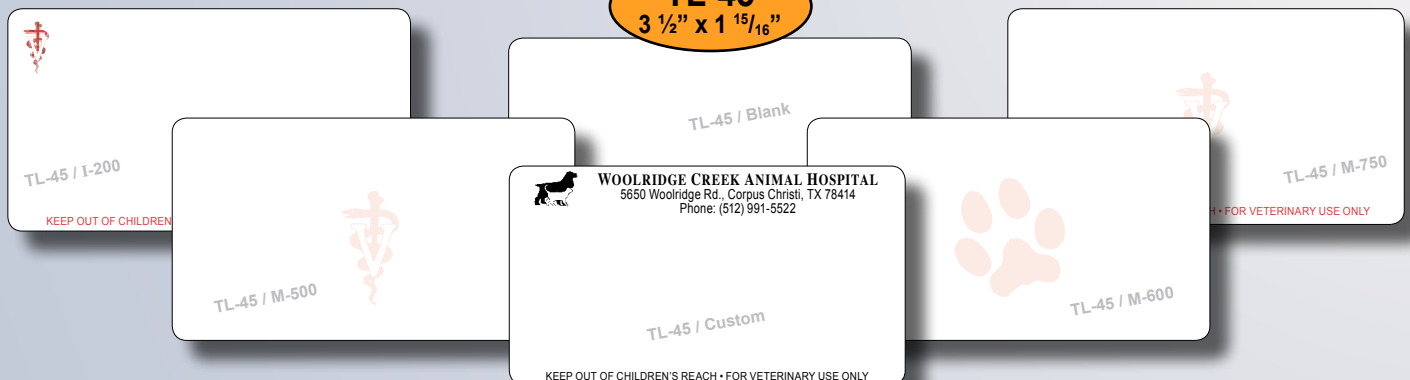 TL-45
3 ½” x 1 15/16”
TL-45 / Blank
TL-45 / I-200
KEEP OUT OF CHILDREN
TL-45 / M-750
• FOR VETERINARY USE ONLY
TL-45 / M-500
WOOLRIDGE CREEK ANIMAL HOSPITAL
5650 Woolridge Rd., Corpus Christi, TX 78414
Phone: (512) 991-5522
TL-45 / Custom
KEEP OUT OF CHILDREN’S REACH • FOR VETERINARY USE ONLY
TL-45 / M-600